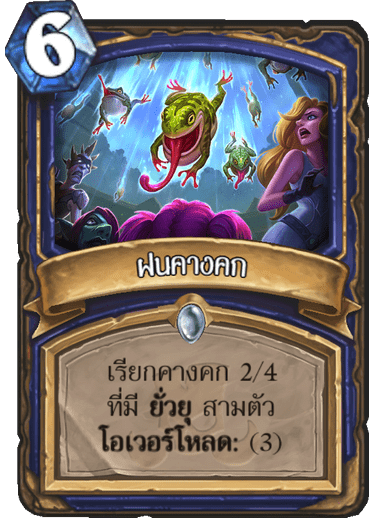 6
ฝนคางคก
เรียกคางคก 2/4
ที่มี ยั่วยุ สามตัว
โอเวอร์โหลด: (3)